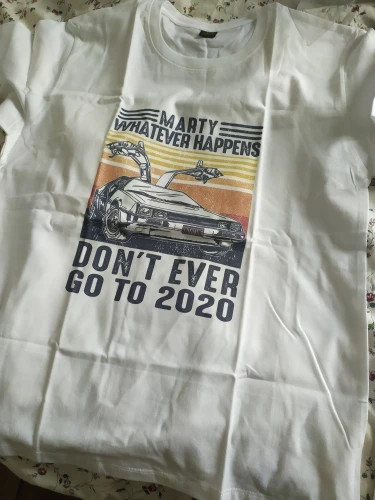 MARTY
WHATEVER HAPPENS
DON'T EVER
GO TO 2020